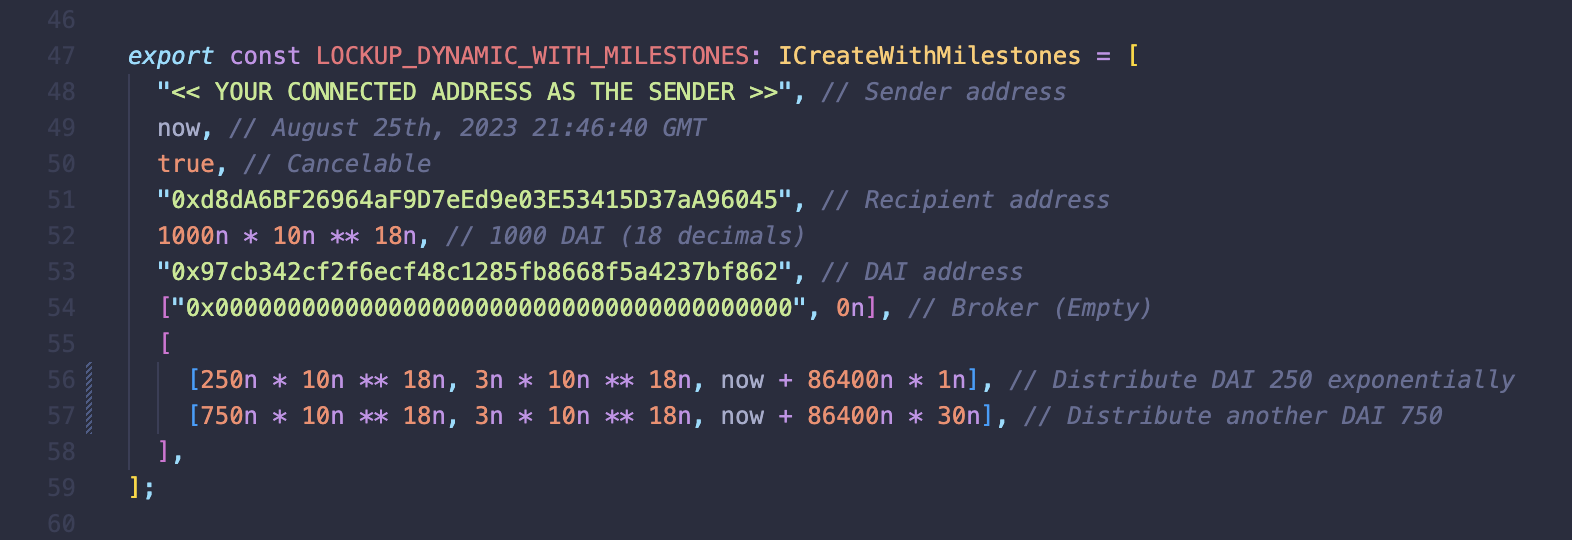 46
47 export const LOCKUP_DYNAMIC_WITH_MILESTONES: ICreateWithMilestones = [
48 "<< YOUR CONNECTED ADDRESS AS THE SENDER >>", // Sender address
49 now, // August 25th, 2023 21:46:40 GMT
50 true, // Cancelable
51 "0xd8dA6BF26964aF9D7eEd9e03E53415D37aA96045", // Recipient address
52 1000n * 10n ** 18n, // 1000 DAI (18 decimals)
53 "0x97cb342cf2f6ecf48c1285fb8668f5a4237bf862", // DAI address
54 ["0x0000000000000000000000000000000000000000", 0n], // Broker (Empty)
55 [
56 [250n * 10n ** 18n, 3n * 10n ** 18n, now + 86400n * 1n], // Distribute DAI 250 exponentially
57 [750n * 10n ** 18n, 3n * 10n ** 18n, now + 86400n * 30n], // Distribute another DAI 750
58 ],
59 ];
60